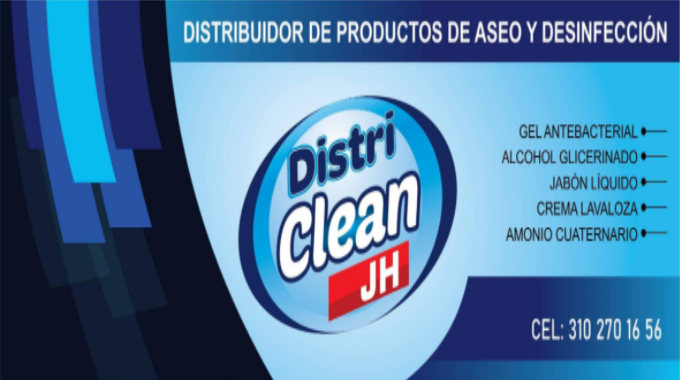 DISTRIBUIDOR DE PRODUCTOS DE ASEO Y DESINFECCIÓN
Distri
Clean
JH
GEL ANTEBACTERIAL
ALCOHOL GLICERINADO
JABÓN LÍQUIDO
CREMA LAVALOZA
AMONIO CUATERNARIO
CEL: 310 270 16 56